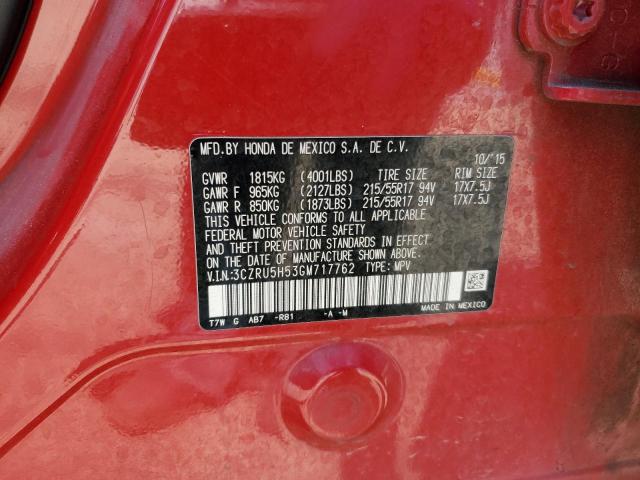 MFD.BY HONDA DE MEXICO S.A. DE C.V.
10/'15
GVWR 1815KG (4001LBS) TIRE SIZE RIM SIZE
GAWR F 965KG (2127LBS) 215/55R17 94V 17X7.5J
GAWR R 850KG (1873LBS) 215/55R17 94V 17X7.5J
THIS VEHICLE CONFORMS TO ALL APPLICABLE
FEDERAL MOTOR VEHICLE SAFETY
AND THEFT PREVENTION STANDARDS IN EFFECT
ON THE DATE OF MANUFACTURE SHOWN ABOVE.
V.I.N:3CZRU5H53GM717762 TYPE: MPV
MADE IN MEXICO
T7W G AB7 -R81 -A -M